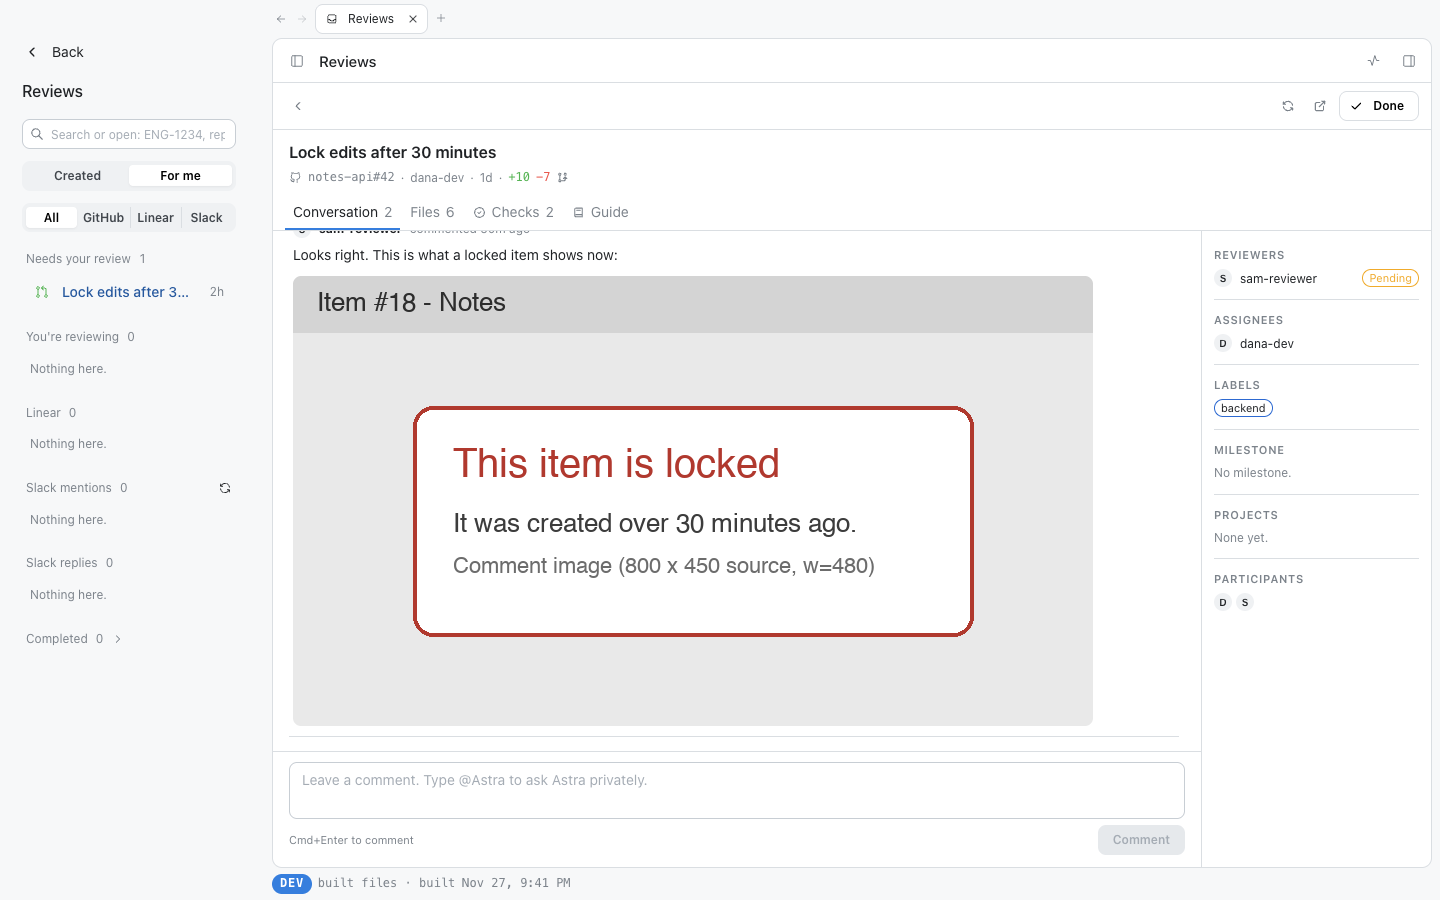 Reviews
Back
Reviews
Search or open: ENG-1234, rep
Created
For me
All
GitHub
Linear
Slack
Needs your review 1
Lock edits after 3... 2h
You're reviewing 0
Nothing here.
Linear 0
Nothing here.
Slack mentions 0
Nothing here.
Slack replies 0
Nothing here.
Completed 0
Reviews
Done
Lock edits after 30 minutes
notes-api#42 · dana-dev · 1d · +10 −7
Conversation 2
Files 6
Checks 2
Guide
S sam-reviewer commented 50m ago
Looks right. This is what a locked item shows now:
Item #18 - Notes
This item is locked
It was created over 30 minutes ago.
Comment image (800 x 450 source, w=480)
Leave a comment. Type @Astra to ask Astra privately.
Cmd+Enter to comment
Comment
REVIEWERS
S sam-reviewer Pending
ASSIGNEES
D dana-dev
LABELS
backend
MILESTONE
No milestone.
PROJECTS
None yet.
PARTICIPANTS
D S
DEV built files · built Nov 27, 9:41 PM